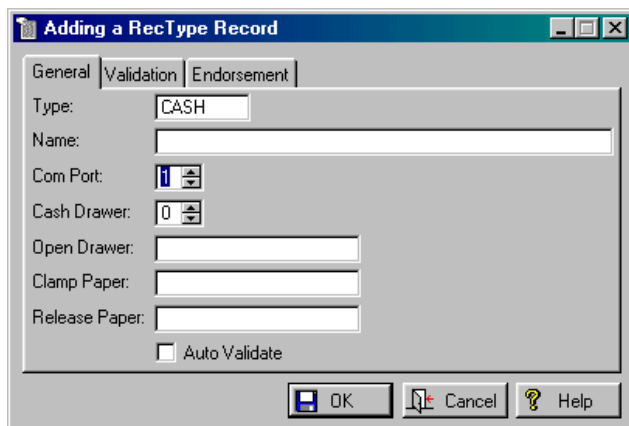 Adding a RecType Record
General Validation Endorsement
Type: CASH
Name:
Com Port: 1
Cash Drawer: 0
Open Drawer:
Clamp Paper:
Release Paper:
Auto Validate
OK Cancel ? Help